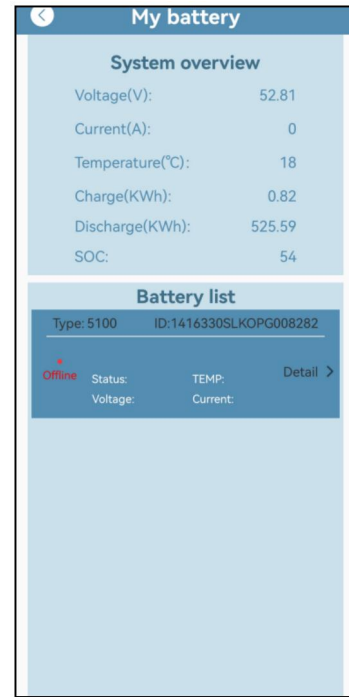 My battery
System overview
Voltage(V): 52.81
Current(A): 0
Temperature(℃): 18
Charge(KWh): 0.82
Discharge(KWh): 525.59
SOC: 54
Battery list
Type: 5100 ID:1416330SLKOPG008282
Offline Status: TEMP: Detail >
Voltage: Current: